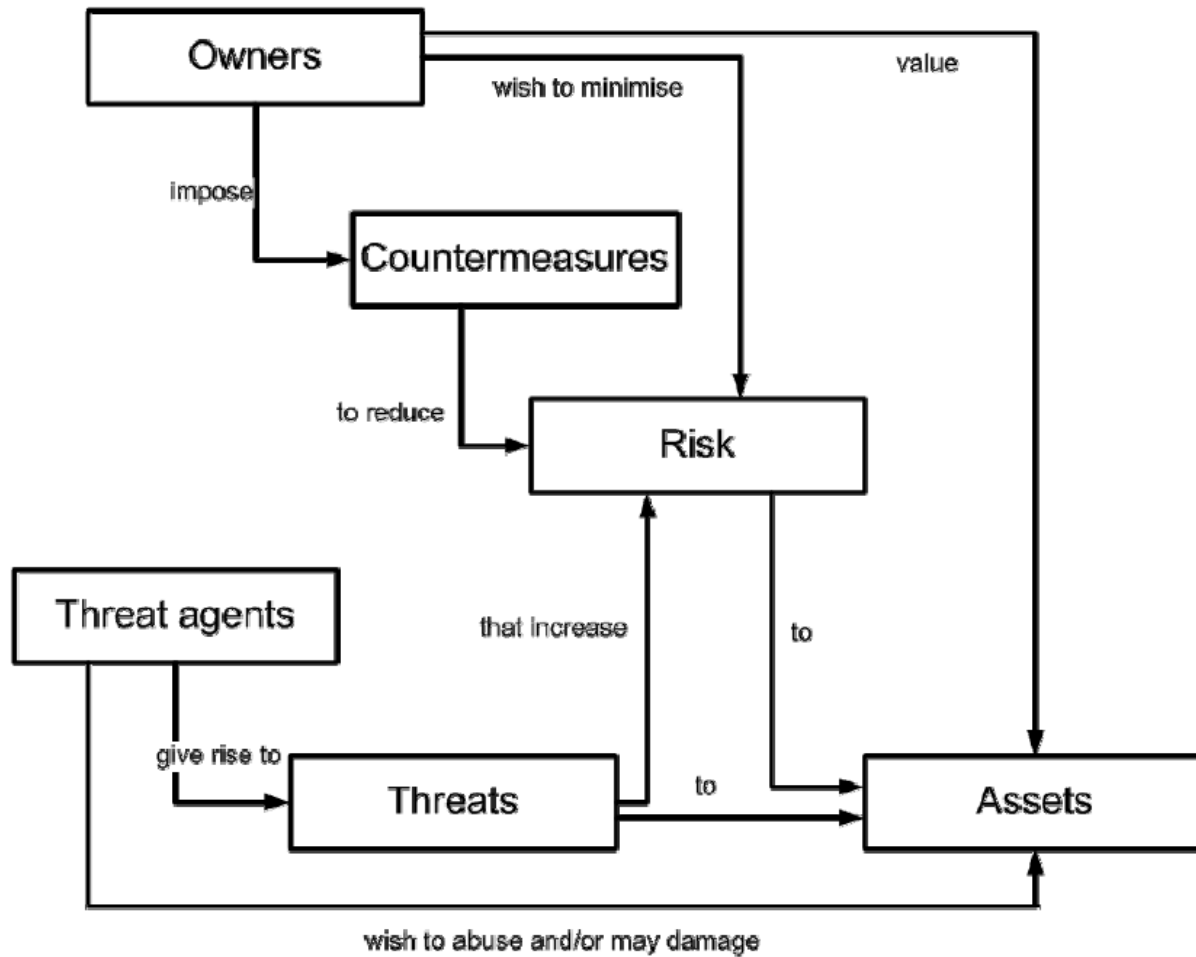 Owners
value
wish to minimise
impose
Countermeasures
to reduce
Risk
Threat agents
that increase
to
give rise to
to
Threats
Assets
wish to abuse and/or may damage